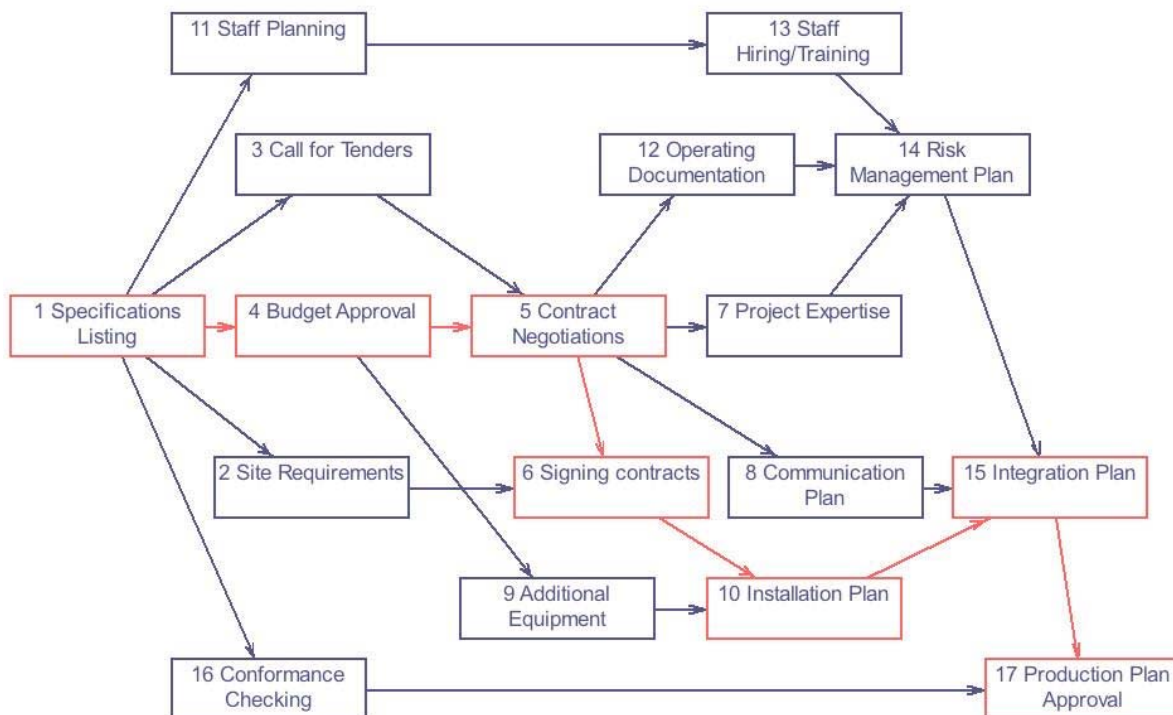 11 Staff Planning
13 Staff
Hiring/Training
3 Call for Tenders
12 Operating
Documentation
14 Risk
Management Plan
1 Specifications
Listing
4 Budget Approval
5 Contract
Negotiations
7 Project Expertise
2 Site Requirements
6 Signing contracts
8 Communication
Plan
15 Integration Plan
9 Additional
Equipment
10 Installation Plan
16 Conformance
Checking
17 Production Plan
Approval